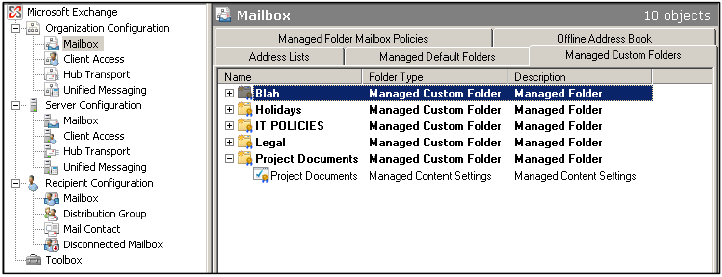 Microsoft Exchange
Organization Configuration
Mailbox
Client Access
Hub Transport
Unified Messaging
Server Configuration
Mailbox
Client Access
Hub Transport
Unified Messaging
Recipient Configuration
Mailbox
Distribution Group
Mail Contact
Disconnected Mailbox
Toolbox
Mailbox 10 objects
Managed Folder Mailbox Policies Offline Address Book
Address Lists Managed Default Folders Managed Custom Folders
Name Folder Type Description
Blah Managed Custom Folder Managed Folder
Holidays Managed Custom Folder Managed Folder
IT POLICIES Managed Custom Folder Managed Folder
Legal Managed Custom Folder Managed Folder
Project Documents Managed Custom Folder Managed Folder
Project Documents Managed Content Settings Managed Content Settings